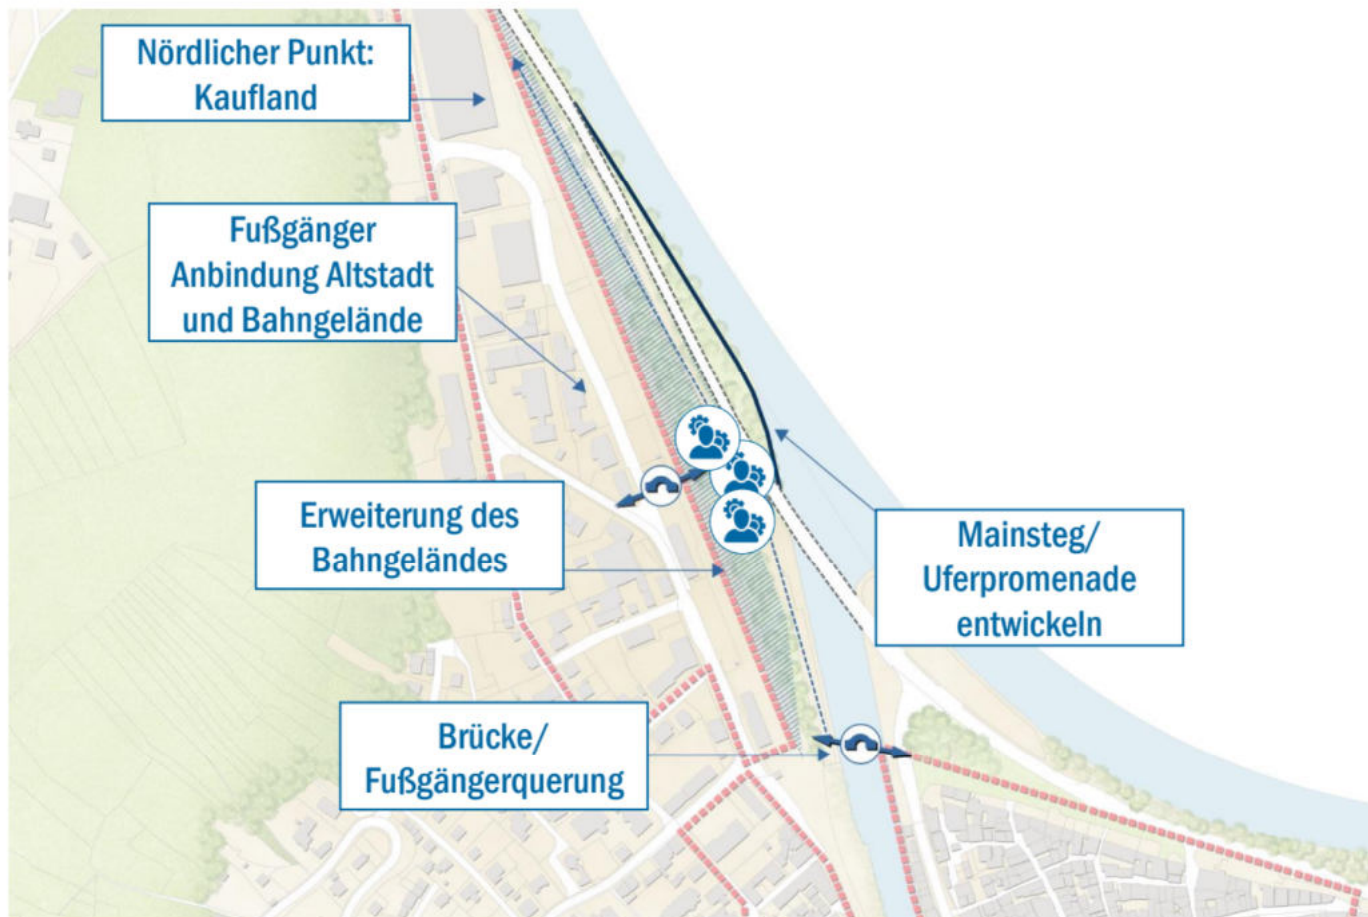 Nördlicher Punkt:
Kaufland
Fußgänger
Anbindung Altstadt
und Bahngelände
Erweiterung des
Bahngeländes
Mainsteg/
Uferpromenade
entwickeln
Brücke/
Fußgängerquerung